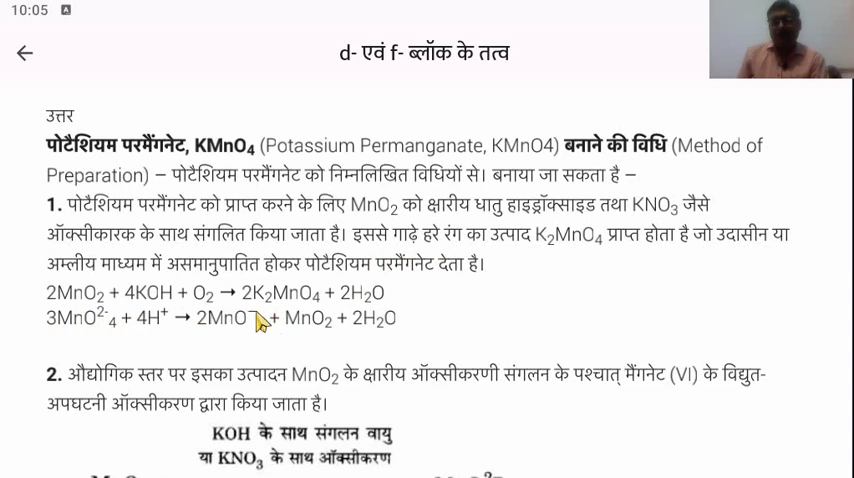 10:05 A
d- एवं f- ब्लॉक के तत्व
उत्तर
पोटैशियम परमैंगनेट, KMnO₄ (Potassium Permanganate, KMnO4) बनाने की विधि (Method of
Preparation) – पोटैशियम परमैंगनेट को निम्नलिखित विधियों से। बनाया जा सकता है –
1. पोटैशियम परमैंगनेट को प्राप्त करने के लिए MnO₂ को क्षारीय धातु हाइड्रॉक्साइड तथा KNO₃ जैसे
ऑक्सीकारक के साथ संगलित किया जाता है। इससे गाढ़े हरे रंग का उत्पाद K₂MnO₄ प्राप्त होता है जो उदासीन या
अम्लीय माध्यम में असमानुपातित होकर पोटैशियम परमैंगनेट देता है।
2MnO₂ + 4KOH + O₂ → 2K₂MnO₄ + 2H₂O
3MnO²⁻₄ + 4H⁺ → 2MnO⁻ + MnO₂ + 2H₂O
2. औद्योगिक स्तर पर इसका उत्पादन MnO₂ के क्षारीय ऑक्सीकरणी संगलन के पश्चात् मैंगनेट (VI) के विद्युत-
अपघटनी ऑक्सीकरण द्वारा किया जाता है।
KOH के साथ संगलन वायु
या KNO₃ के साथ ऑक्सीकरण